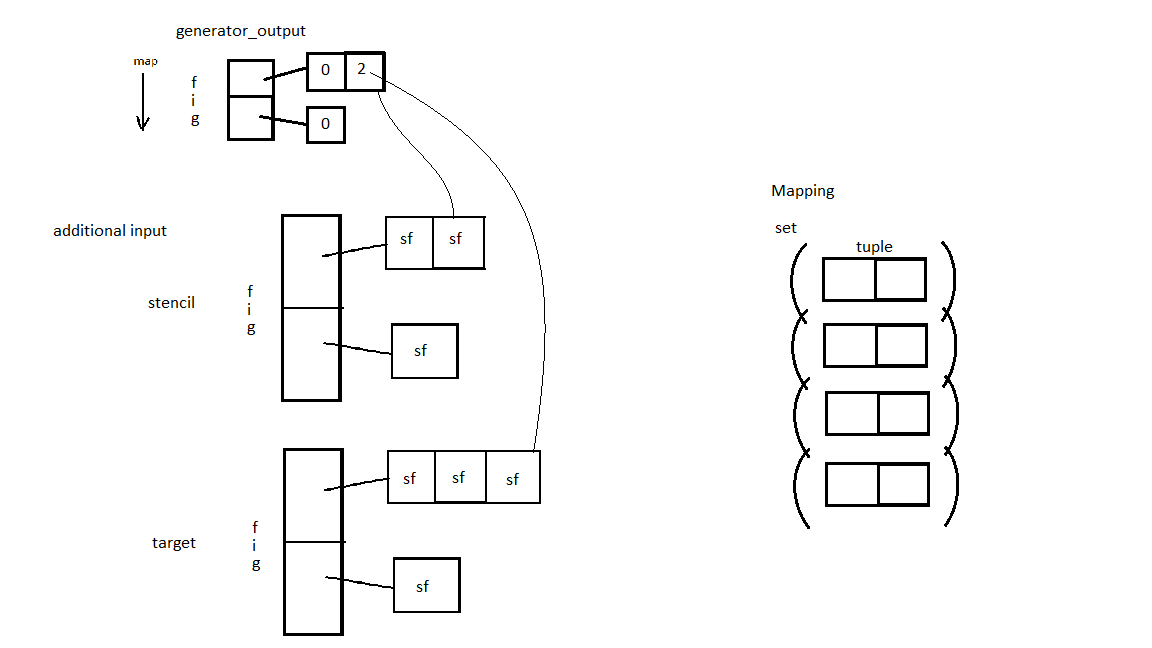 generator_output
map
f
i
g
0 2
0
additional input
stencil
f
i
g
sf sf
sf
target
f
i
g
sf sf sf
sf
Mapping
set
tuple